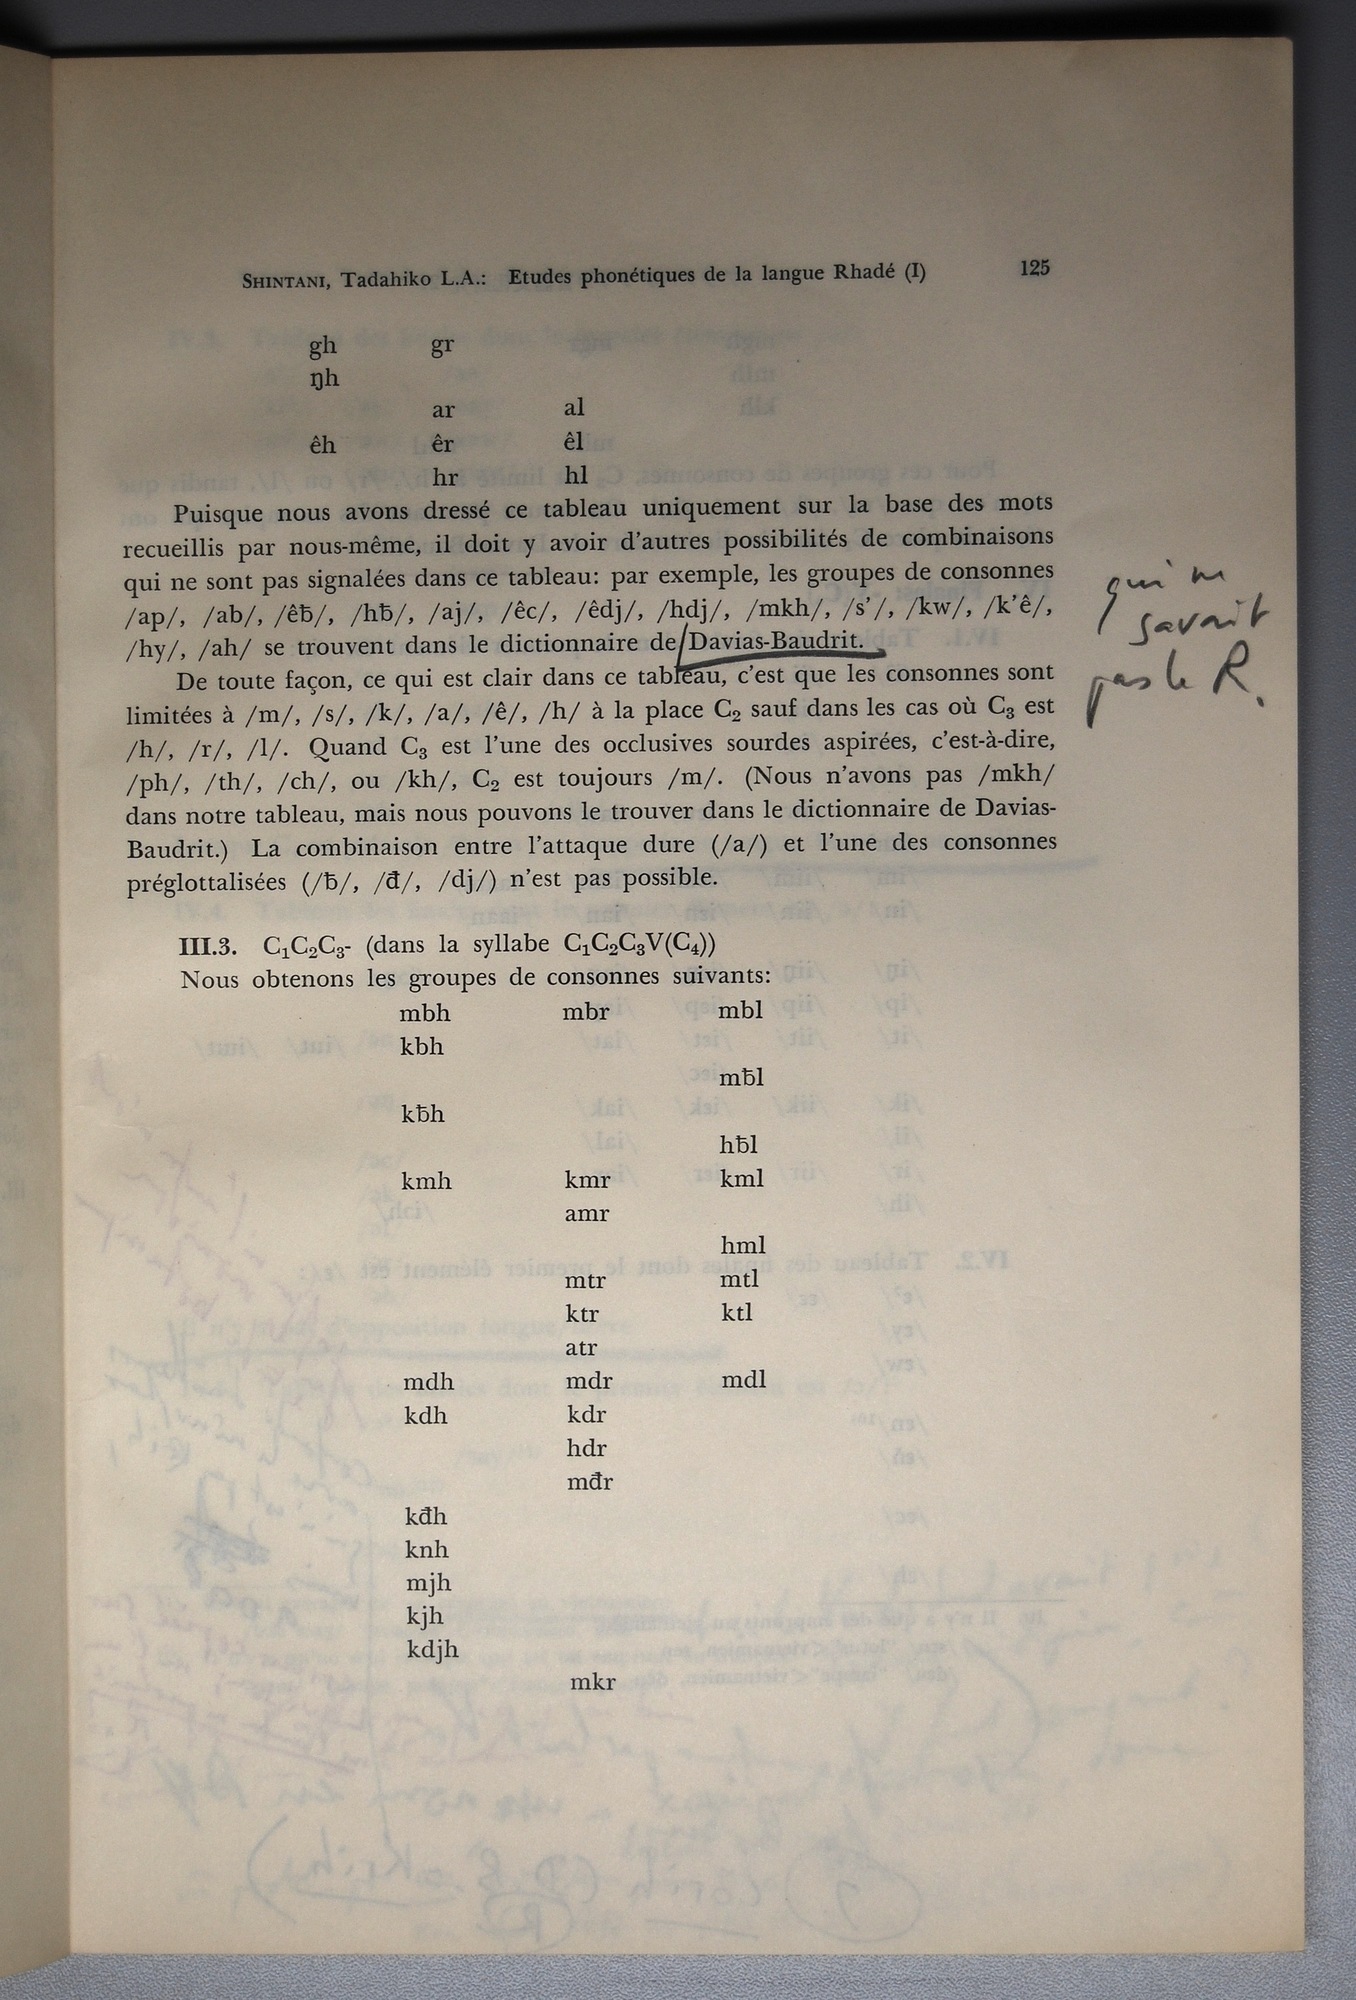 SHINTANI, Tadahiko L.A.: Etudes phonétiques de la langue Rhadé (I) 125
gh gr
ŋh
ar al
êh êr êl
hr hl
Puisque nous avons dressé ce tableau uniquement sur la base des mots
recueillis par nous-même, il doit y avoir d'autres possibilités de combinaisons
qui ne sont pas signalées dans ce tableau: par exemple, les groupes de consonnes
/ap/, /ab/, /êƀ/, /hƀ/, /aj/, /êc/, /êdj/, /hdj/, /mkh/, /s'/, /kw/, /k'ê/,
/hy/, /ah/ se trouvent dans le dictionnaire de Davias-Baudrit.
qui ne
savait
pas le R.
De toute façon, ce qui est clair dans ce tableau, c'est que les consonnes sont
limitées à /m/, /s/, /k/, /a/, /ê/, /h/ à la place C₂ sauf dans les cas où C₃ est
/h/, /r/, /l/. Quand C₃ est l'une des occlusives sourdes aspirées, c'est-à-dire,
/ph/, /th/, /ch/, ou /kh/, C₂ est toujours /m/. (Nous n'avons pas /mkh/
dans notre tableau, mais nous pouvons le trouver dans le dictionnaire de Davias-
Baudrit.) La combinaison entre l'attaque dure (/a/) et l'une des consonnes
préglottalisées (/ƀ/, /đ/, /dj/) n'est pas possible.
III.3. C₁C₂C₃- (dans la syllabe C₁C₂C₃V(C₄))
Nous obtenons les groupes de consonnes suivants:
mbh mbr mbl
kbh
mƀl
kƀh
hƀl
kmh kmr kml
amr
hml
mtr mtl
ktr ktl
atr
mdh mdr mdl
kdh kdr
hdr
mđr
kđh
knh
mjh
kjh
kdjh
mkr